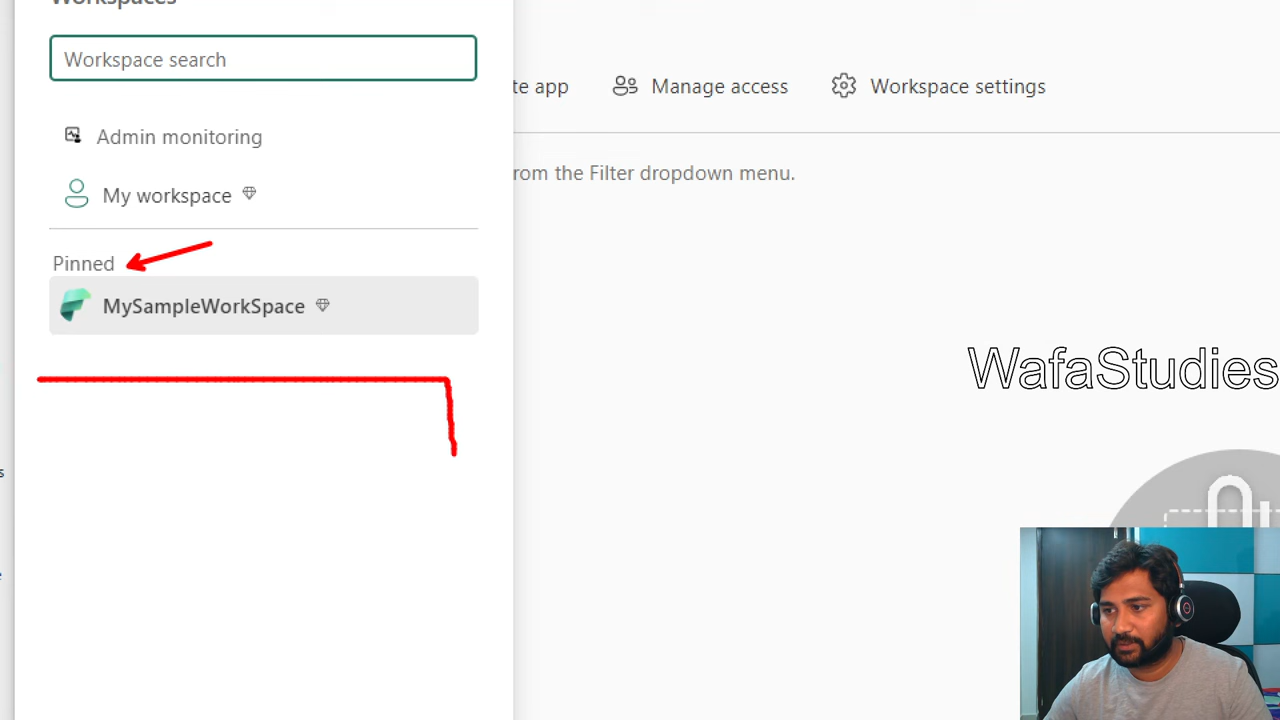 Workspaces
Workspace search
te app
Manage access
Workspace settings
Admin monitoring
rom the Filter dropdown menu.
My workspace
Pinned
MySampleWorkSpace
WafaStudies
s
e